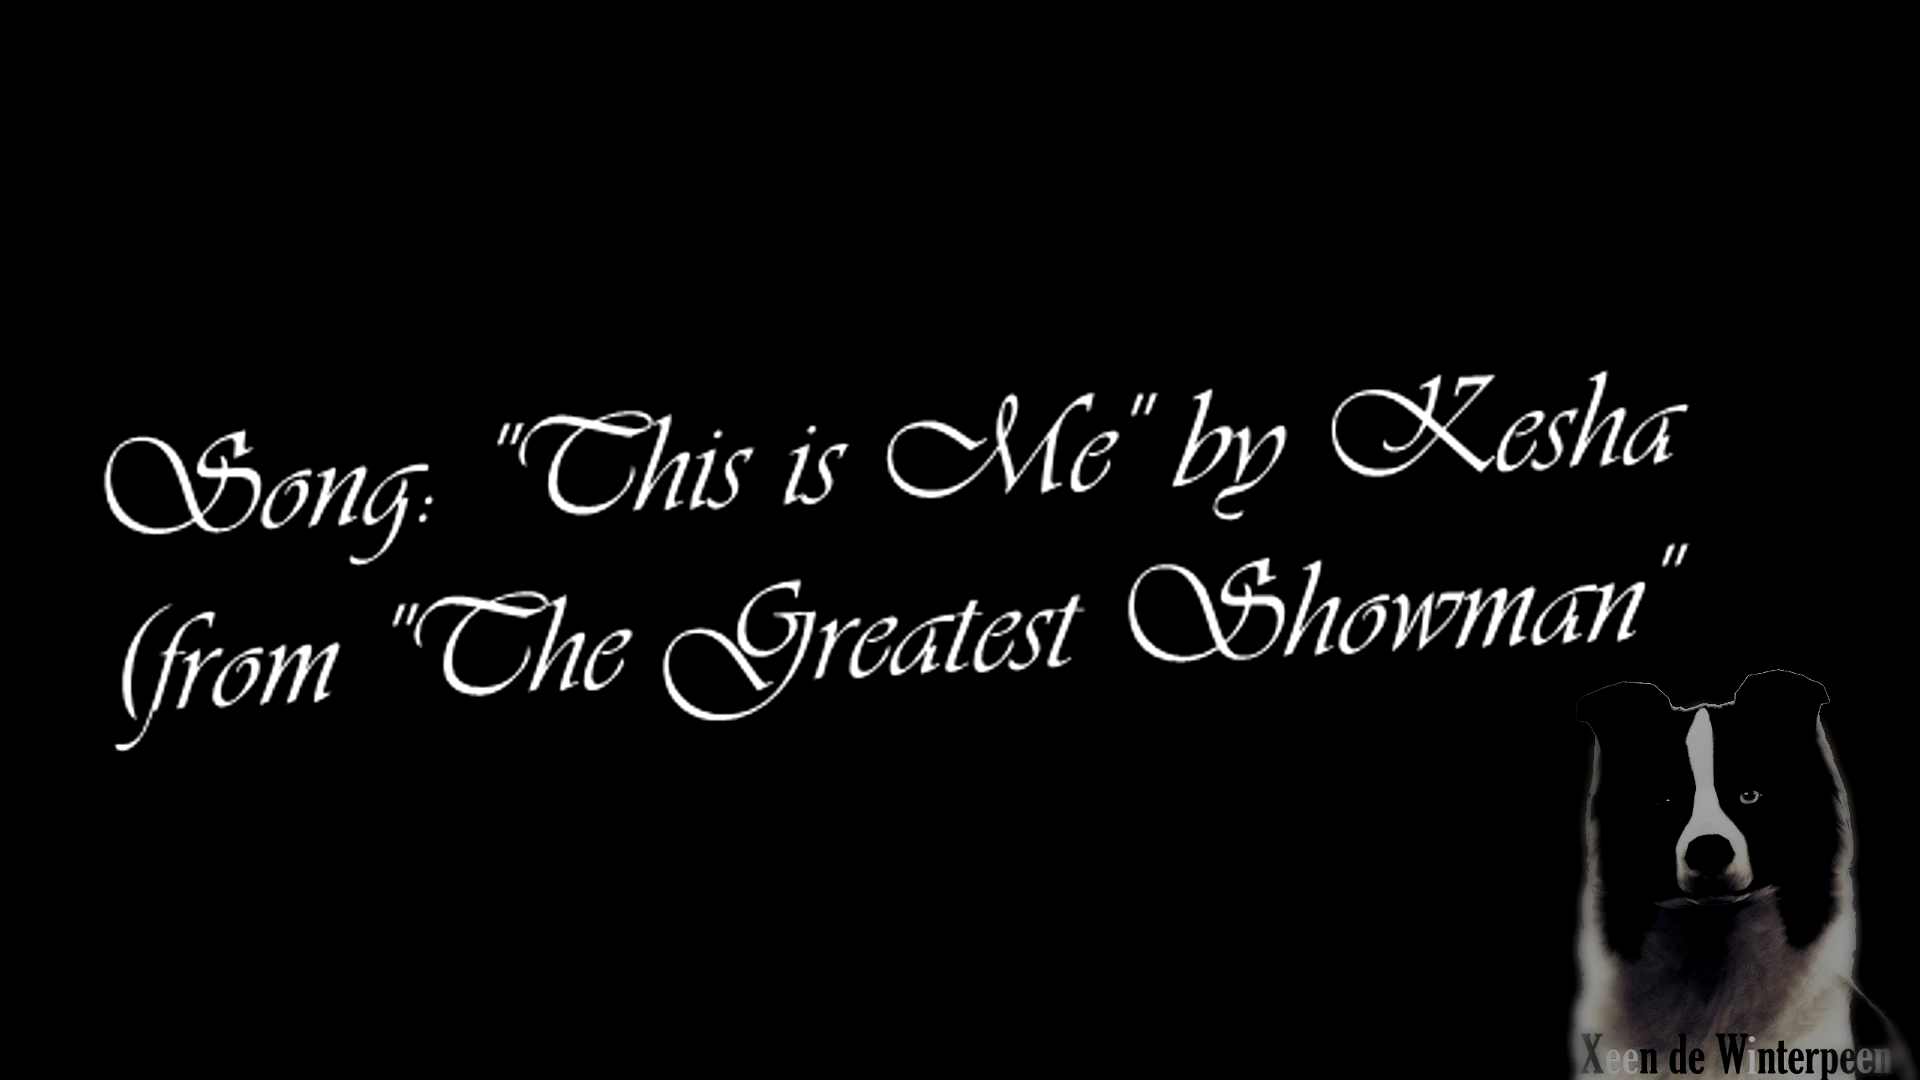 Song: "This is Me" by Kesha
(from "The Greatest Showman"
Xeen de Winterpeen